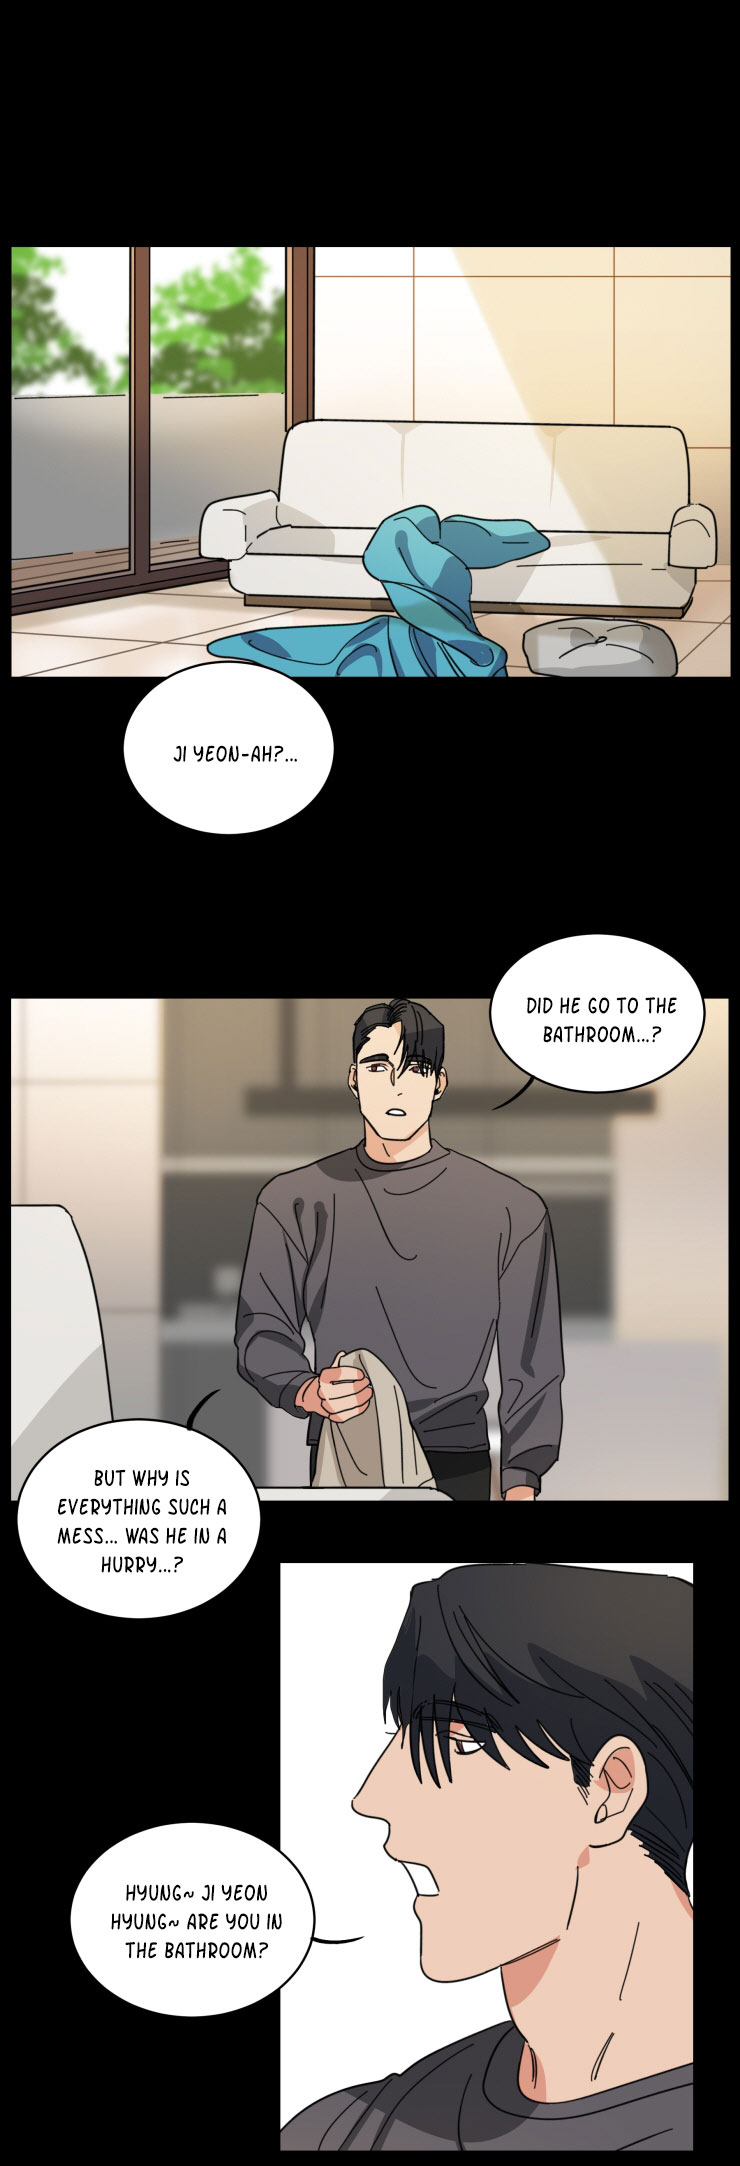 JI YEON-AH?...
DID HE GO TO THE
BATHROOM...?
BUT WHY IS
EVERYTHING SUCH A
MESS... WAS HE IN A
HURRY...?
HYUNG~ JI YEON
HYUNG~ ARE YOU IN
THE BATHROOM?